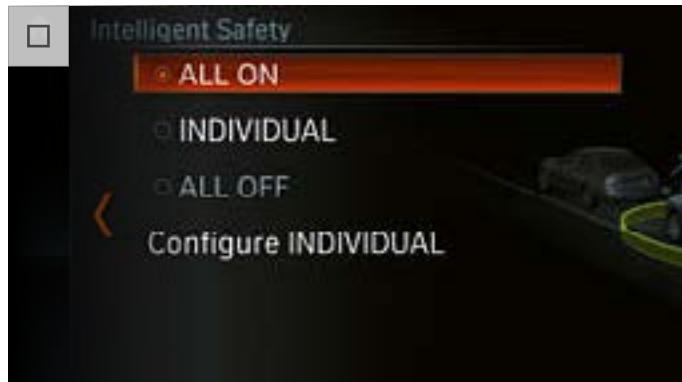 Intelligent Safety
ALL ON
INDIVIDUAL
ALL OFF
Configure INDIVIDUAL